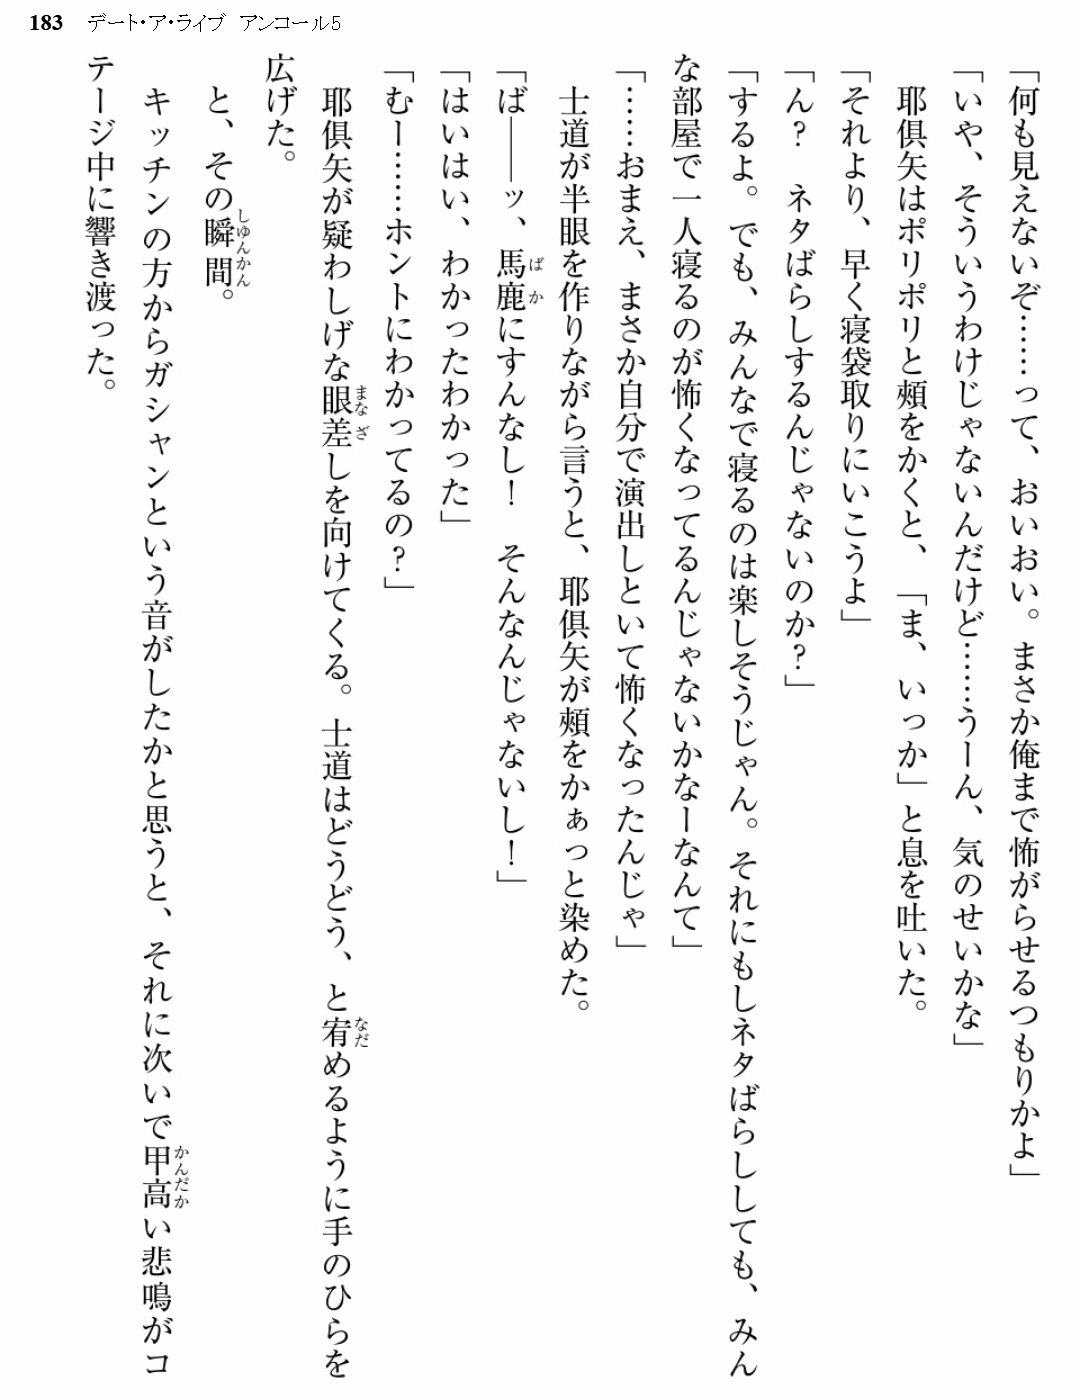 183 デート・ア・ライブ アンコール5
「何も見えないぞ……って、おいおい。まさか俺まで怖がらせるつもりかよ」
「いや、そういうわけじゃないんだけど……うーん、気のせいかな」
　耶倶矢はポリポリと頬をかくと、「ま、いっか」と息を吐いた。
「それより、早く寝袋取りにいこうよ」
「ん？　ネタばらしするんじゃないのか？」
「するよ。でも、みんなで寝るのは楽しそうじゃん。それにもしネタばらししても、みん
な部屋で一人寝るのが怖くなってるんじゃないかなーなんて」
「……おまえ、まさか自分で演出しといて怖くなったんじゃ」
　士道が半眼を作りながら言うと、耶倶矢が頬をかぁっと染めた。
「ば――ッ、馬鹿にすんなし！　そんなんじゃないし！」
「はいはい、わかったわかった」
「むー……ホントにわかってるの？」
　耶倶矢が疑わしげな眼差しを向けてくる。士道はどうどう、と宥めるように手のひらを
広げた。
　と、その瞬間。
　キッチンの方からガシャンという音がしたかと思うと、それに次いで甲高い悲鳴がコ
テージ中に響き渡った。